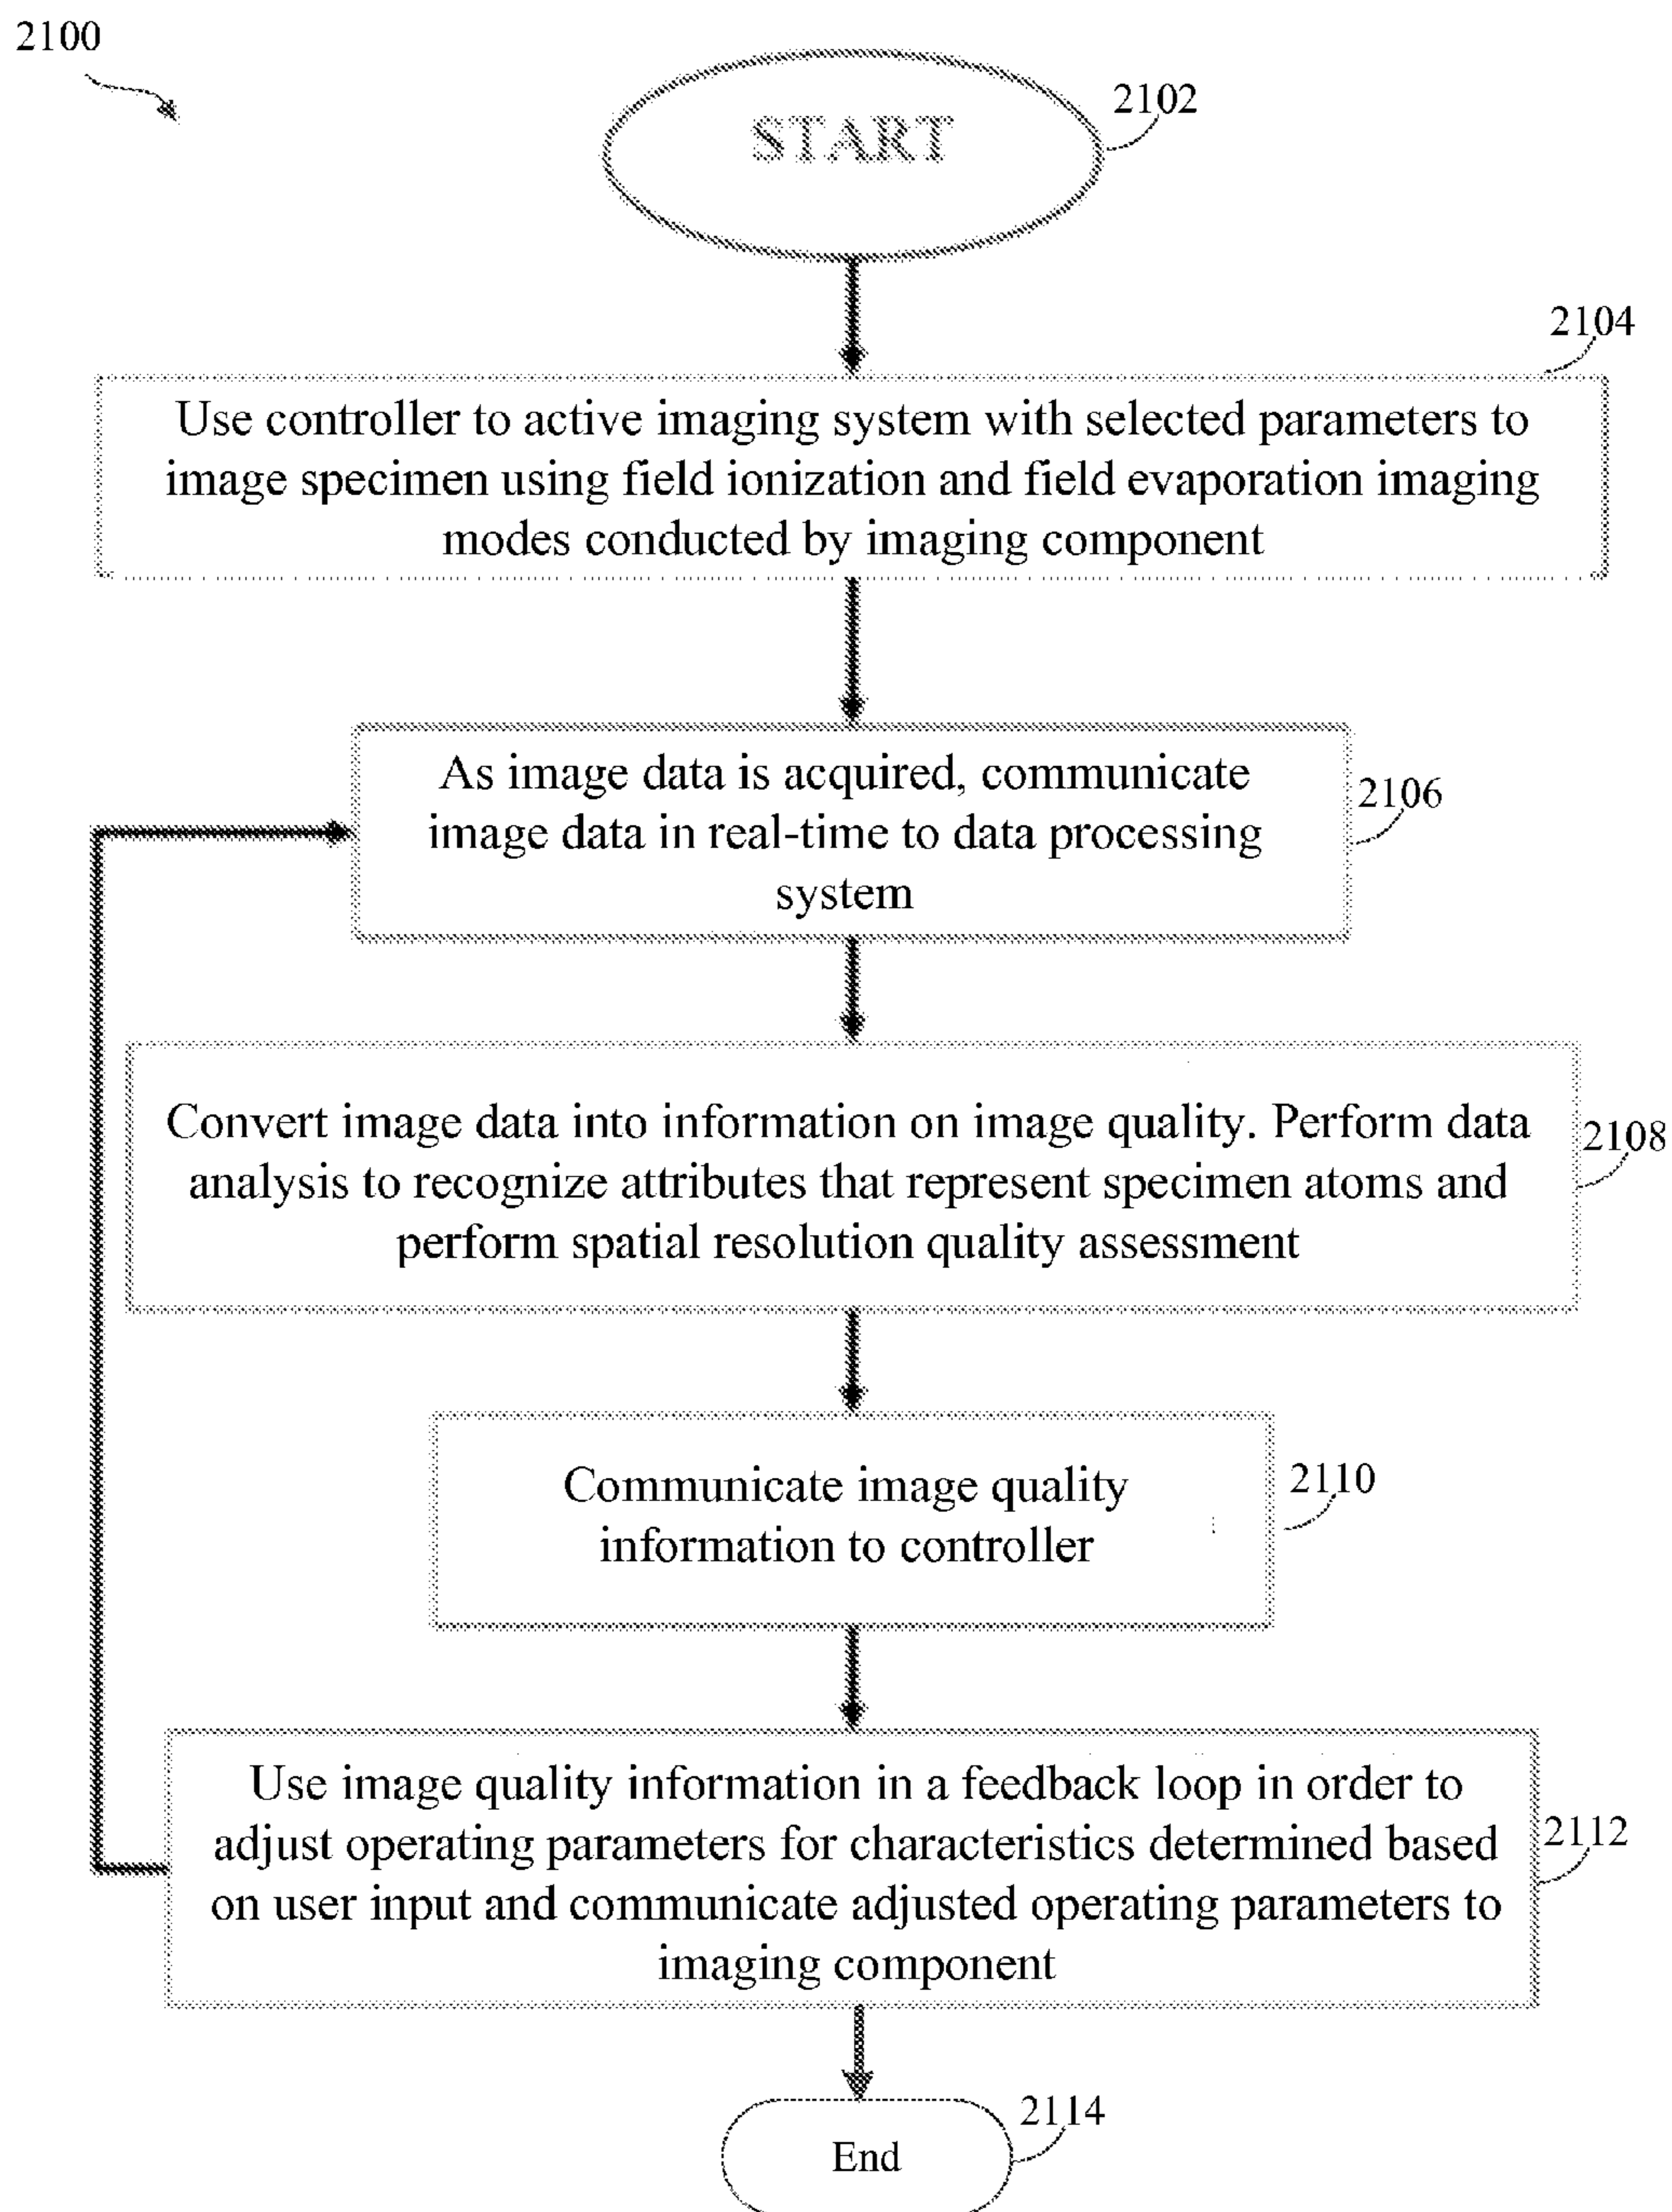 2100
2102
START
2104
Use controller to active imaging system with selected parameters to
image specimen using field ionization and field evaporation imaging
modes conducted by imaging component
As image data is acquired, communicate
image data in real-time to data processing
system
2106
Convert image data into information on image quality. Perform data
analysis to recognize attributes that represent specimen atoms and
perform spatial resolution quality assessment
2108
Communicate image quality
information to controller
2110
Use image quality information in a feedback loop in order to
adjust operating parameters for characteristics determined based
on user input and communicate adjusted operating parameters to
imaging component
2112
2114
End